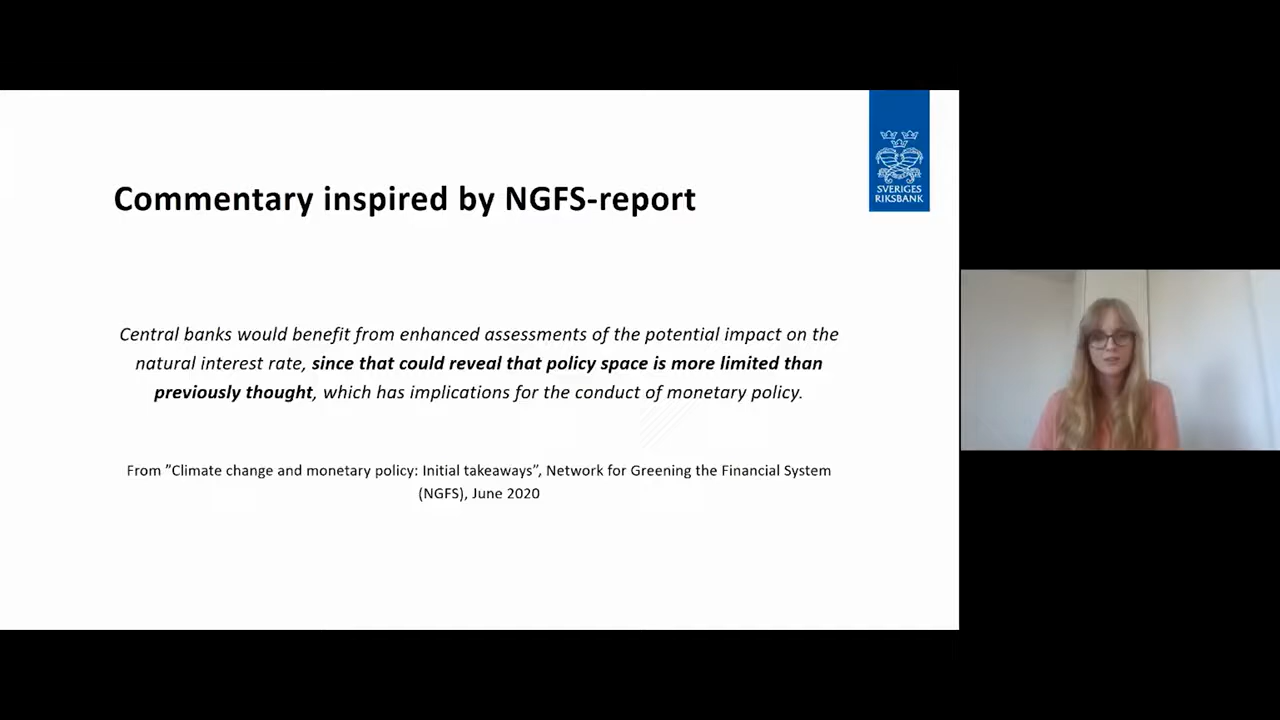 Commentary inspired by NGFS-report
SVERIGES
RIKSBANK
Central banks would benefit from enhanced assessments of the potential impact on the
natural interest rate, since that could reveal that policy space is more limited than
previously thought, which has implications for the conduct of monetary policy.
From ”Climate change and monetary policy: Initial takeaways”, Network for Greening the Financial System
(NGFS), June 2020